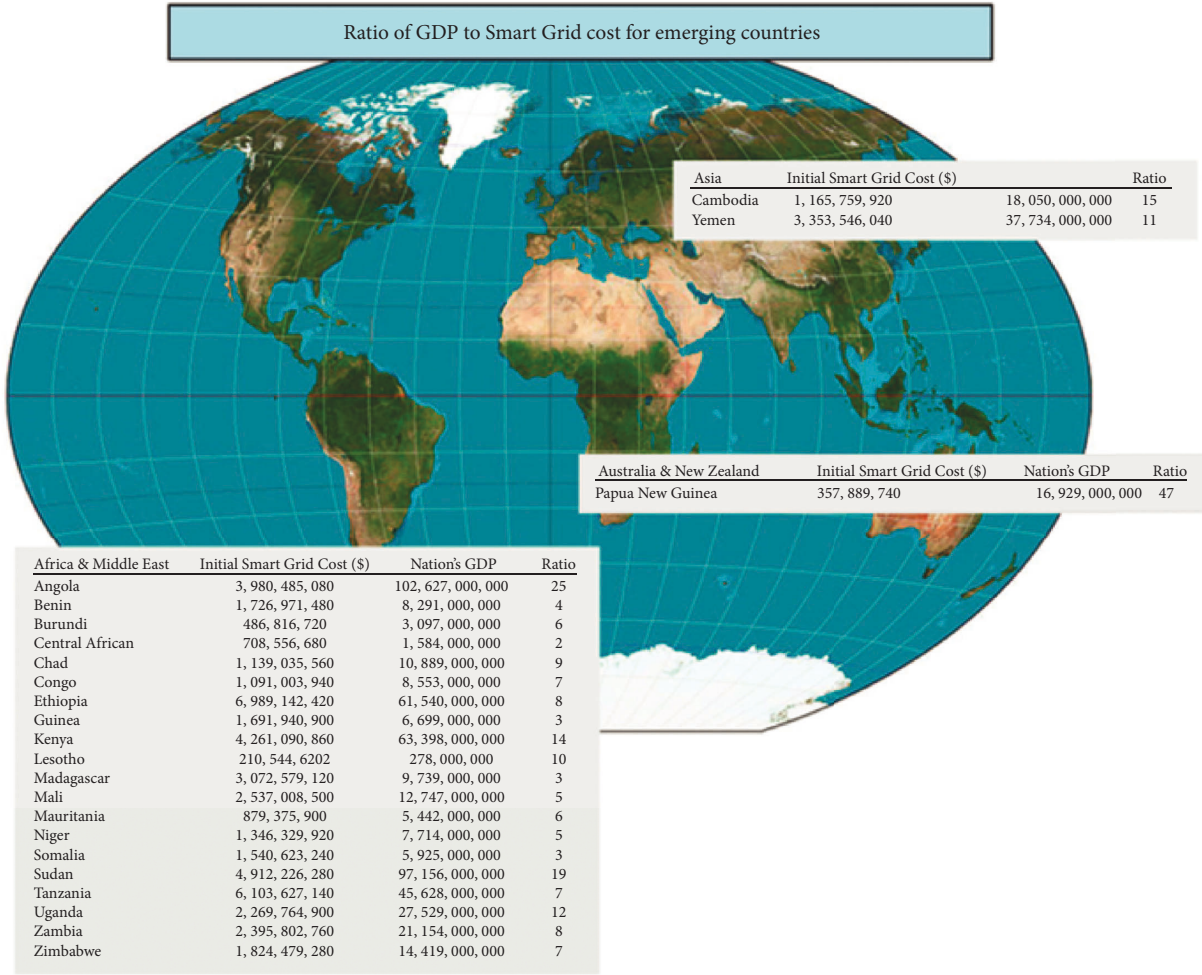 Ratio of GDP to Smart Grid cost for emerging countries
Asia Initial Smart Grid Cost ($) Ratio
Cambodia 1, 165, 759, 920 18, 050, 000, 000 15
Yemen 3, 353, 546, 040 37, 734, 000, 000 11
Australia & New Zealand Initial Smart Grid Cost ($) Nation's GDP Ratio
Papua New Guinea 357, 889, 740 16, 929, 000, 000 47
Africa & Middle East Initial Smart Grid Cost ($) Nation's GDP Ratio
Angola 3, 980, 485, 080 102, 627, 000, 000 25
Benin 1, 726, 971, 480 8, 291, 000, 000 4
Burundi 486, 816, 720 3, 097, 000, 000 6
Central African 708, 556, 680 1, 584, 000, 000 2
Chad 1, 139, 035, 560 10, 889, 000, 000 9
Congo 1, 091, 003, 940 8, 553, 000, 000 7
Ethiopia 6, 989, 142, 420 61, 540, 000, 000 8
Guinea 1, 691, 940, 900 6, 699, 000, 000 3
Kenya 4, 261, 090, 860 63, 398, 000, 000 14
Lesotho 210, 544, 6202 278, 000, 000 10
Madagascar 3, 072, 579, 120 9, 739, 000, 000 3
Mali 2, 537, 008, 500 12, 747, 000, 000 5
Mauritania 879, 375, 900 5, 442, 000, 000 6
Niger 1, 346, 329, 920 7, 714, 000, 000 5
Somalia 1, 540, 623, 240 5, 925, 000, 000 3
Sudan 4, 912, 226, 280 97, 156, 000, 000 19
Tanzania 6, 103, 627, 140 45, 628, 000, 000 7
Uganda 2, 269, 764, 900 27, 529, 000, 000 12
Zambia 2, 395, 802, 760 21, 154, 000, 000 8
Zimbabwe 1, 824, 479, 280 14, 419, 000, 000 7